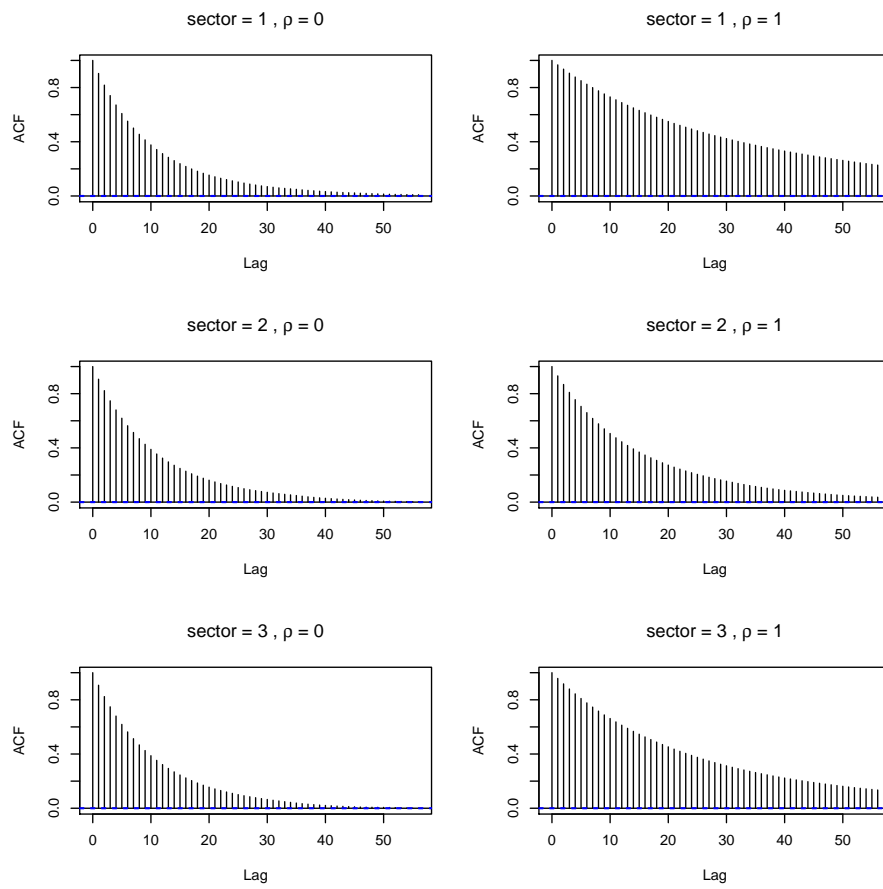 sector = 1 , ρ = 0
ACF
0.0 0.4 0.8
0 10 20 30 40 50
Lag
sector = 1 , ρ = 1
ACF
0.0 0.4 0.8
0 10 20 30 40 50
Lag
sector = 2 , ρ = 0
ACF
0.0 0.4 0.8
0 10 20 30 40 50
Lag
sector = 2 , ρ = 1
ACF
0.0 0.4 0.8
0 10 20 30 40 50
Lag
sector = 3 , ρ = 0
ACF
0.0 0.4 0.8
0 10 20 30 40 50
Lag
sector = 3 , ρ = 1
ACF
0.0 0.4 0.8
0 10 20 30 40 50
Lag